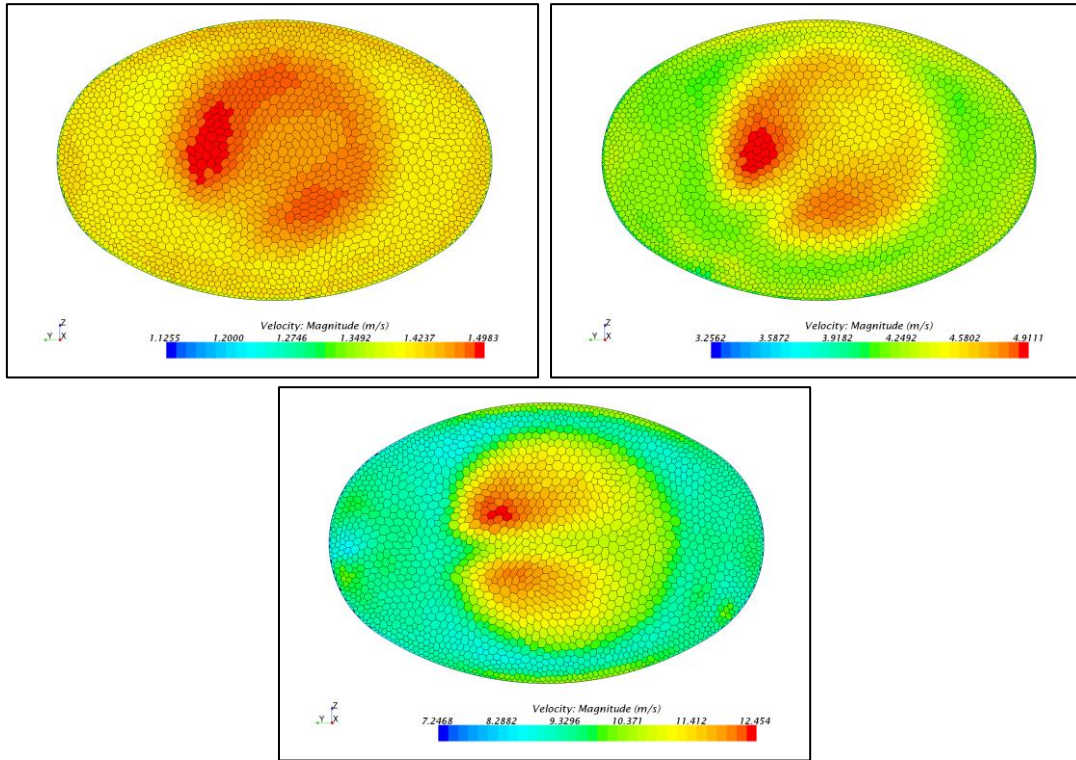 Z
Y X
Velocity: Magnitude (m/s)
1.1255 1.2000 1.2746 1.3492 1.4237 1.4983
Z
Y X
Velocity: Magnitude (m/s)
3.2562 3.5872 3.9182 4.2492 4.5802 4.9111
Z
Y X
Velocity: Magnitude (m/s)
7.2468 8.2882 9.3296 10.371 11.412 12.454